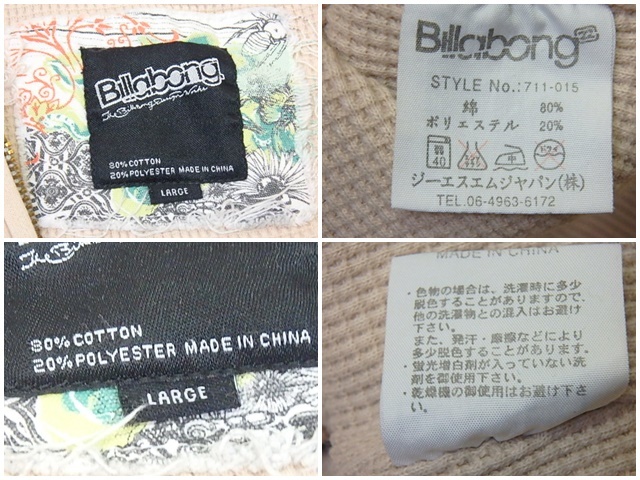 Billabong
The Billabong Design Works
80% COTTON
20% POLYESTER MADE IN CHINA
LARGE
Billabong
STYLE No.:711-015
綿 80%
ポリエステル 20%
弱 40
エンソサラシ
中
ドライ
ジーエスエムジャパン(株)
TEL.06-4963-6172
80% COTTON
20% POLYESTER MADE IN CHINA
LARGE
MADE IN CHINA
・色物の場合は、洗濯時に多少
脱色することがありますので、
他の洗濯物との混入はお避け
下さい。
また、発汗・摩擦などにより
多少脱色することがあります。
・蛍光増白剤が入っていない洗
剤を御使用下さい。
・乾燥機の御使用はお避け下さ
い。